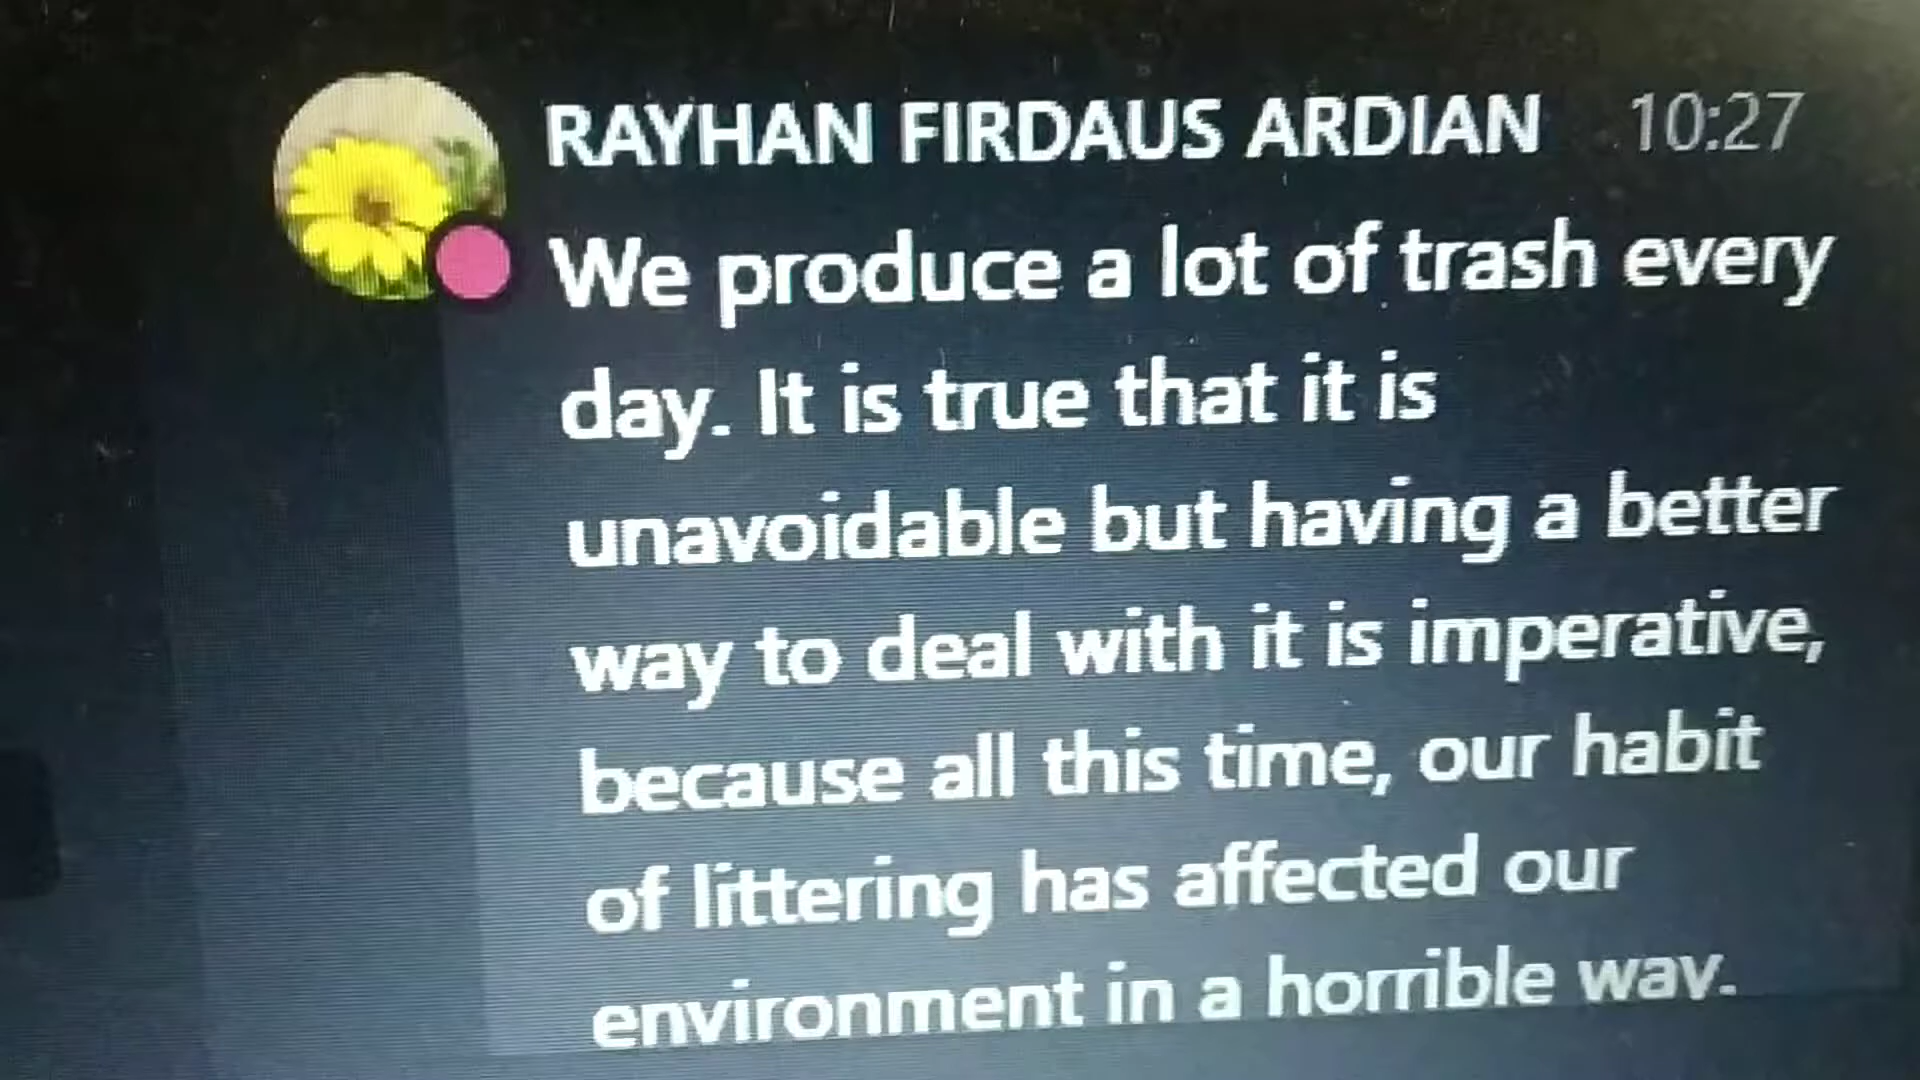 RAYHAN FIRDAUS ARDIAN 10:27
We produce a lot of trash every
day. It is true that it is
unavoidable but having a better
way to deal with it is imperative,
because all this time, our habit
of littering has affected our
environment in a horrible way.